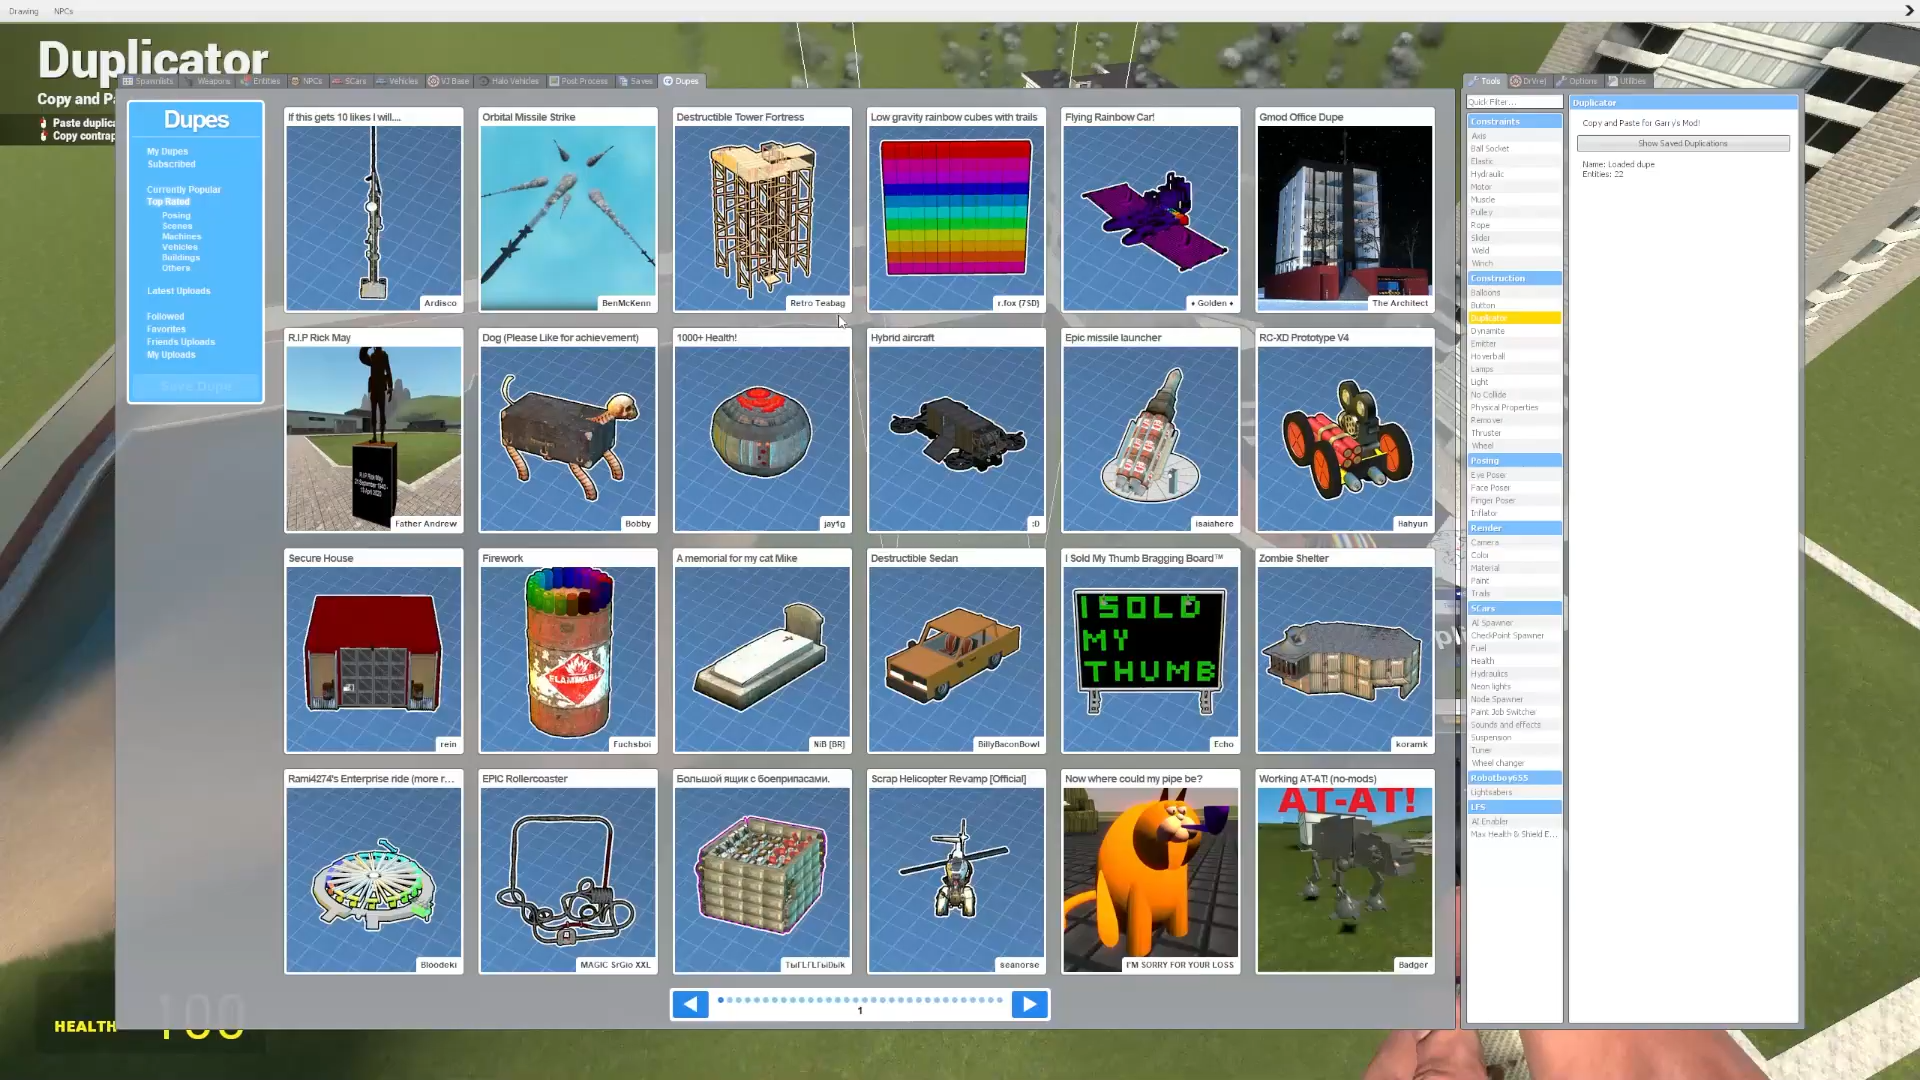 Drawing NPCs
Duplicator
Copy and P
Paste duplic
Copy contrap
Spawnlists Weapons Entities NPCs SCars Vehicles VJ Base Halo Vehicles Post Process Saves Dupes
Dupes
My Dupes
Subscribed
Currently Popular
Top Rated
Posing
Scenes
Machines
Vehicles
Buildings
Others
Latest Uploads
Followed
Favorites
Friends Uploads
My Uploads
Save Dupe
If this gets 10 likes I will....
Ardisco
Orbital Missile Strike
BenMcKenn
Destructible Tower Fortress
Retro Teabag
Low gravity rainbow cubes with trails
r.fox {7SD}
Flying Rainbow Car!
♦ Golden ♦
Gmod Office Dupe
The Architect
R.I.P Rick May
R.I.P Rick May
Father Andrew
Dog (Please Like for achievement)
Bobby
1000+ Health!
jay1g
Hybrid aircraft
:D
Epic missile launcher
isaiahere
RC-XD Prototype V4
Hahyun
Secure House
rein
Firework
FLAMMABLE
Fuchsboi
A memorial for my cat Mike
NiB [BR]
Destructible Sedan
BillyBaconBowl
I Sold My Thumb Bragging Board™
I SOLD
MY
THUMB
Echo
Zombie Shelter
koramk
Rami4274's Enterprise ride (more r...
Bloodeki
EPIC Rollercoaster
MAGIC SrGio XXL
Большой ящик с боеприпасами.
Scrap Helicopter Revamp [Official]
seanorse
Now where could my pipe be?
I'M SORRY FOR YOUR LOSS
Working AT-AT! (no-mods)
AT-AT!
Badger
1
HEALTH 100
Tools DrVrej Options Utilities
Quick Filter...
Constraints
Axis
Ball Socket
Elastic
Hydraulic
Motor
Muscle
Pulley
Rope
Slider
Weld
Winch
Construction
Balloons
Button
Duplicator
Dynamite
Emitter
Hoverball
Lamps
Light
No Collide
Physical Properties
Remover
Thruster
Wheel
Posing
Eye Poser
Face Poser
Finger Poser
Inflator
Render
Camera
Color
Material
Paint
Trails
SCars
AI Spawner
CheckPoint Spawner
Fuel
Health
Hydraulics
Neon lights
Node Spawner
Paint Job Switcher
Sounds and effects
Suspension
Tuner
Wheel changer
Robotboy655
Lightsabers
LFS
AI Enabler
Max Health & Shield E...
Duplicator
Copy and Paste for Garry's Mod!
Show Saved Duplications
Name: Loaded dupe
Entities: 22